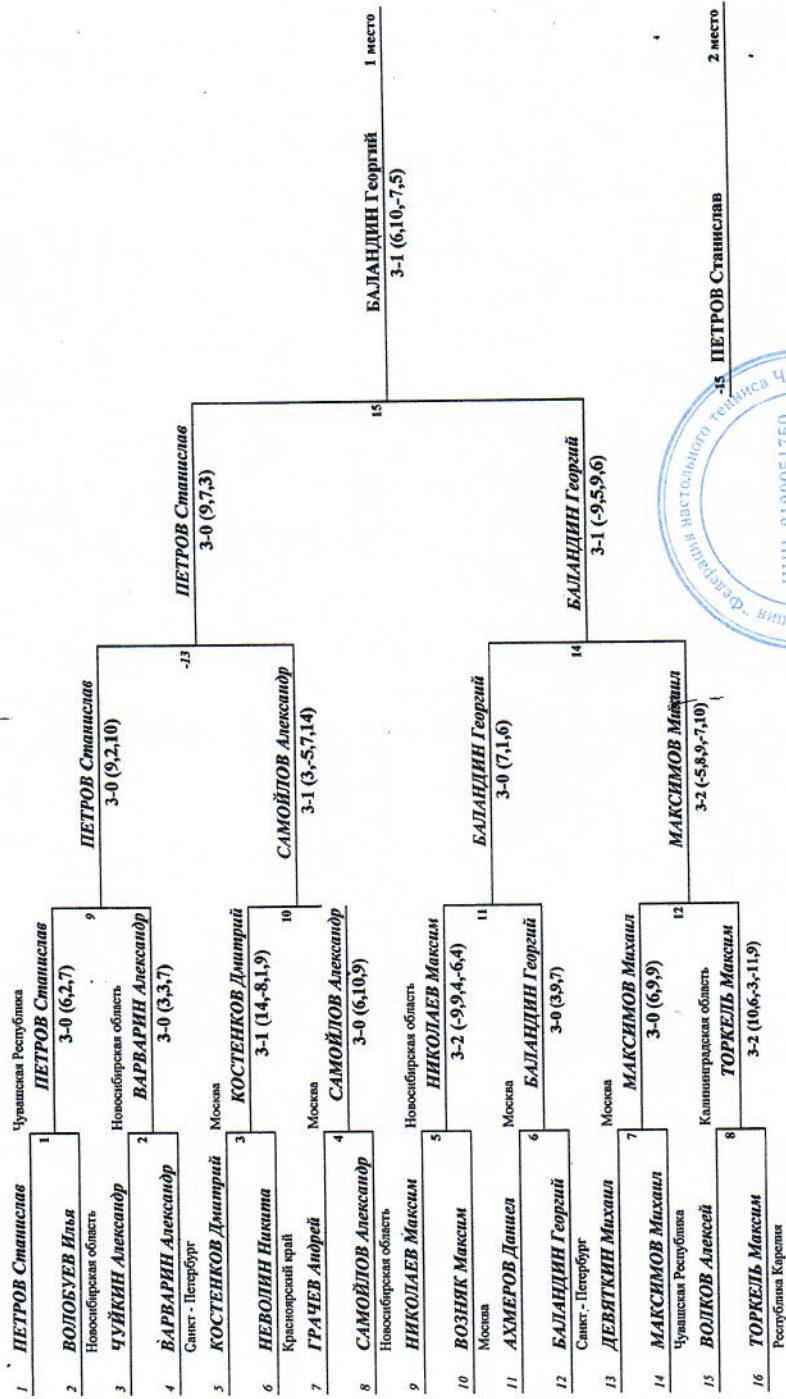 1 ПЕТРОВ Станислав Чувашская Республика
1 ПЕТРОВ Станислав
3-0 (6,2,7)
2 ВОЛОБУЕВ Илья
Новосибирская область
9 ПЕТРОВ Станислав
3-0 (9,2,10)
3 ЧУЙКИН Александр Новосибирская область
2 ВАРВАРИН Александр
3-0 (3,3,7)
4 ВАРВАРИН Александр
Санкт - Петербург
-13 ПЕТРОВ Станислав
3-0 (9,7,3)
5 КОСТЕНКОВ Дмитрий Москва
3 КОСТЕНКОВ Дмитрий
3-1 (14,-8,1,9)
6 НЕВОЛИН Никита
Красноярский край
10 САМОЙЛОВ Александр
3-1 (3,-5,7,14)
7 ГРАЧЕВ Андрей Москва
4 САМОЙЛОВ Александр
3-0 (6,10,9)
8 САМОЙЛОВ Александр
Новосибирская область
15 БАЛАНДИН Георгий 1 место
3-1 (6,10,-7,5)
9 НИКОЛАЕВ Максим Новосибирская область
5 НИКОЛАЕВ Максим
3-2 (-9,9,4,-6,4)
10 ВОЗНЯК Максим
Москва
11 БАЛАНДИН Георгий
3-0 (7,1,6)
11 АХМЕРОВ Даниел Москва
6 БАЛАНДИН Георгий
3-0 (3,9,7)
12 БАЛАНДИН Георгий
Санкт - Петербург
14 БАЛАНДИН Георгий
3-1 (-9,5,9,6)
13 ДЕВЯТКИН Михаил Москва
7 МАКСИМОВ Михаил
3-0 (6,9,9)
14 МАКСИМОВ Михаил
Чувашская Республика
12 МАКСИМОВ Михаил
3-2 (-5,8,9,-7,10)
15 ВОЛКОВ Алексей Калининградская область
8 ТОРКЕЛЬ Максим
3-2 (10,6,-3,-11,9)
16 ТОРКЕЛЬ Максим
Республика Карелия
-15 ПЕТРОВ Станислав 2 место
"Федерация настольного тенниса